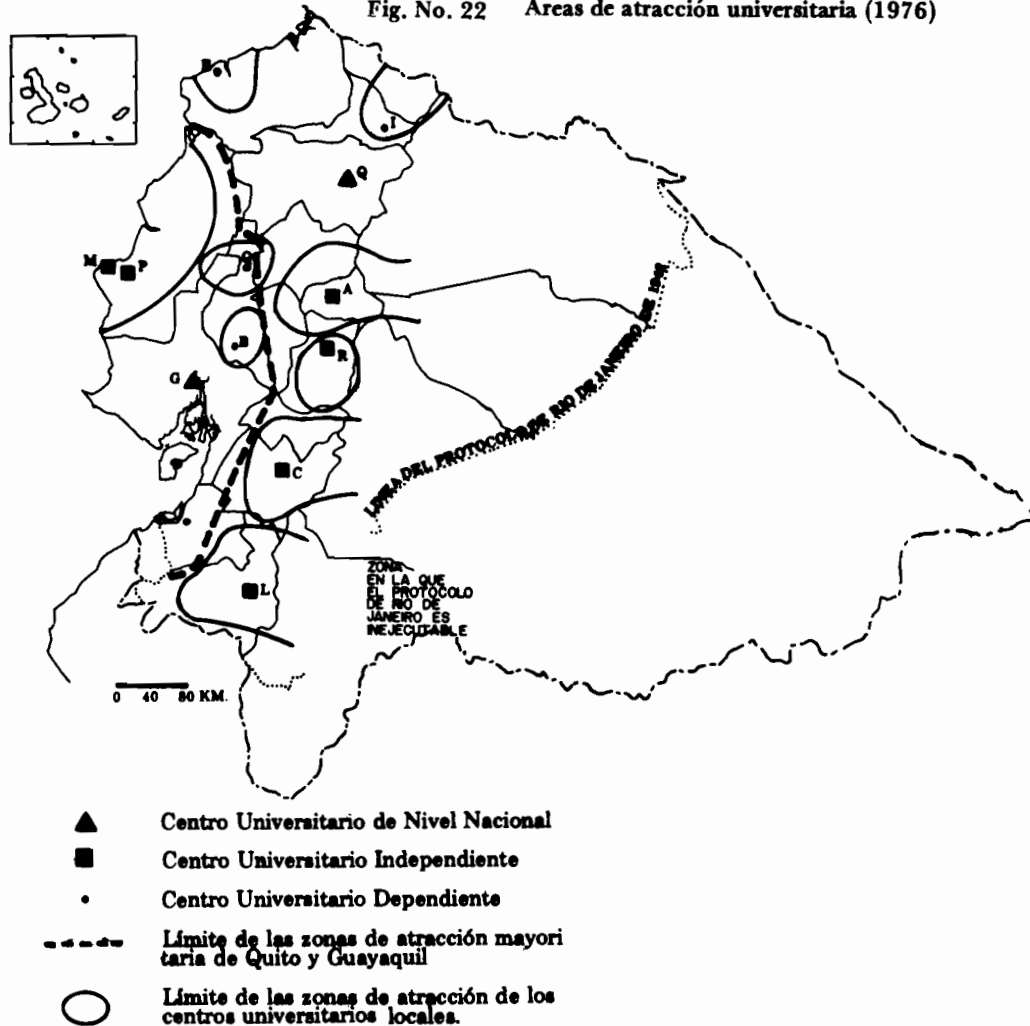 Fig. No. 22 Areas de atracción universitaria (1976)
E
I
Q
M
P
Q
A
B
R
G
C
L
LINEA DEL PROTOCOLO DE RIO DE JANEIRO DE
ZONA
EN LA QUE
EL PROTOCOLO
DE RIO DE
JANEIRO ES
INEJECUTABLE
0 40 80 KM.
Centro Universitario de Nivel Nacional
Centro Universitario Independiente
Centro Universitario Dependiente
Límite de las zonas de atracción mayori
taria de Quito y Guayaquil
Límite de las zonas de atracción de los
centros universitarios locales.